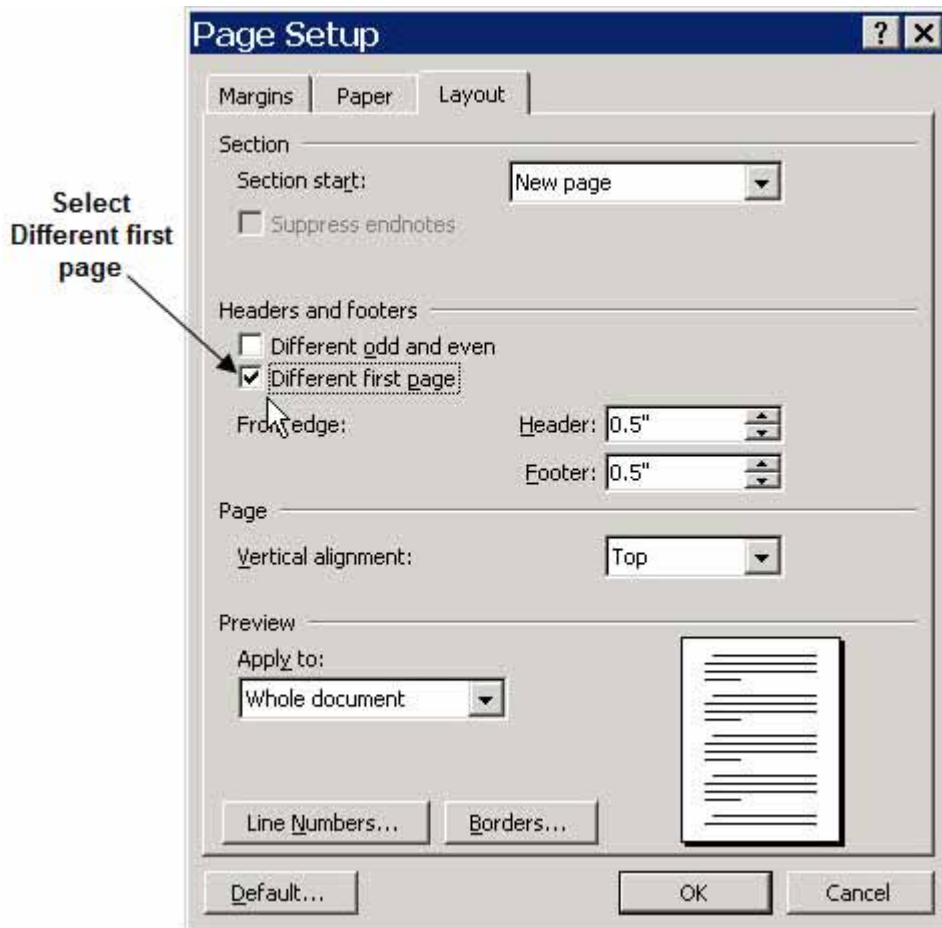 Page Setup
?
Margins Paper Layout
Section
Section start: New page
Suppress endnotes
Select
Different first
page
Headers and footers
Different odd and even
Different first page
From edge: Header: 0.5"
Footer: 0.5"
Page
Vertical alignment: Top
Preview
Apply to:
Whole document
Line Numbers... Borders...
Default... OK Cancel